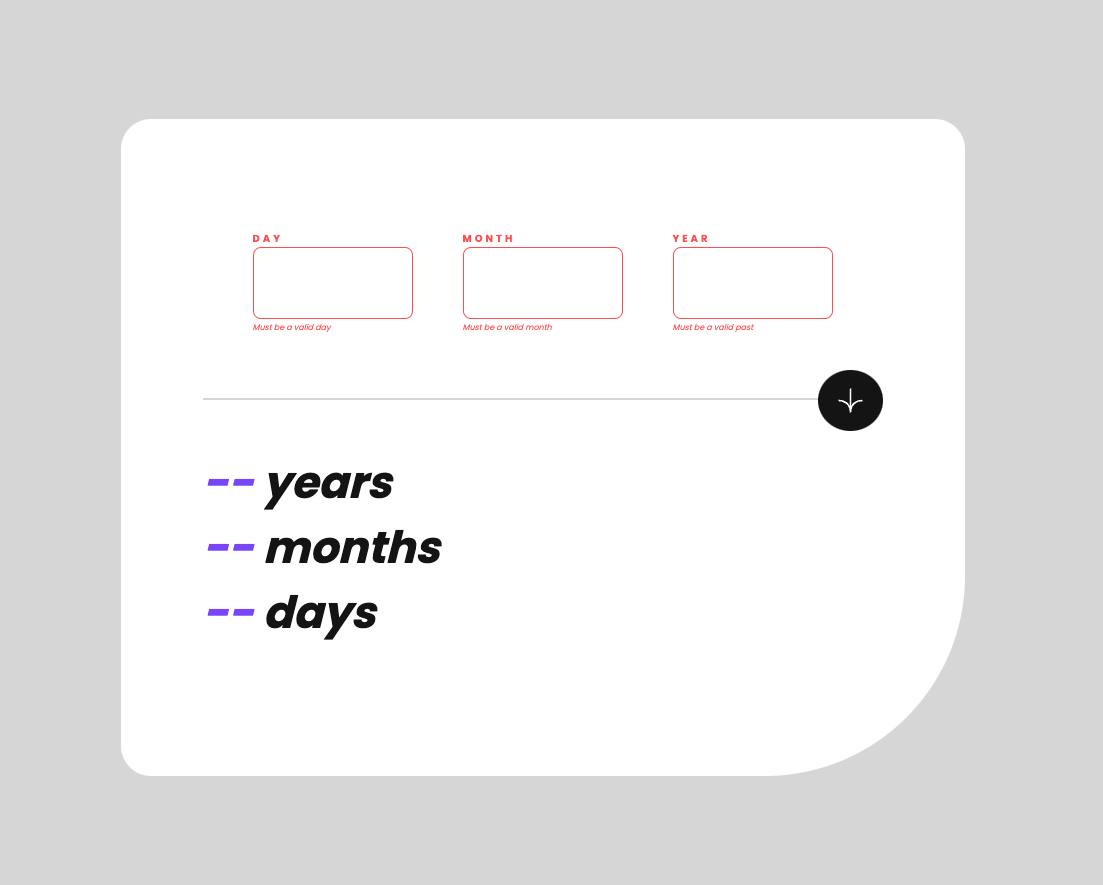 DAY MONTH YEAR
Must be a valid day Must be a valid month Must be a valid past
-- years
-- months
-- days